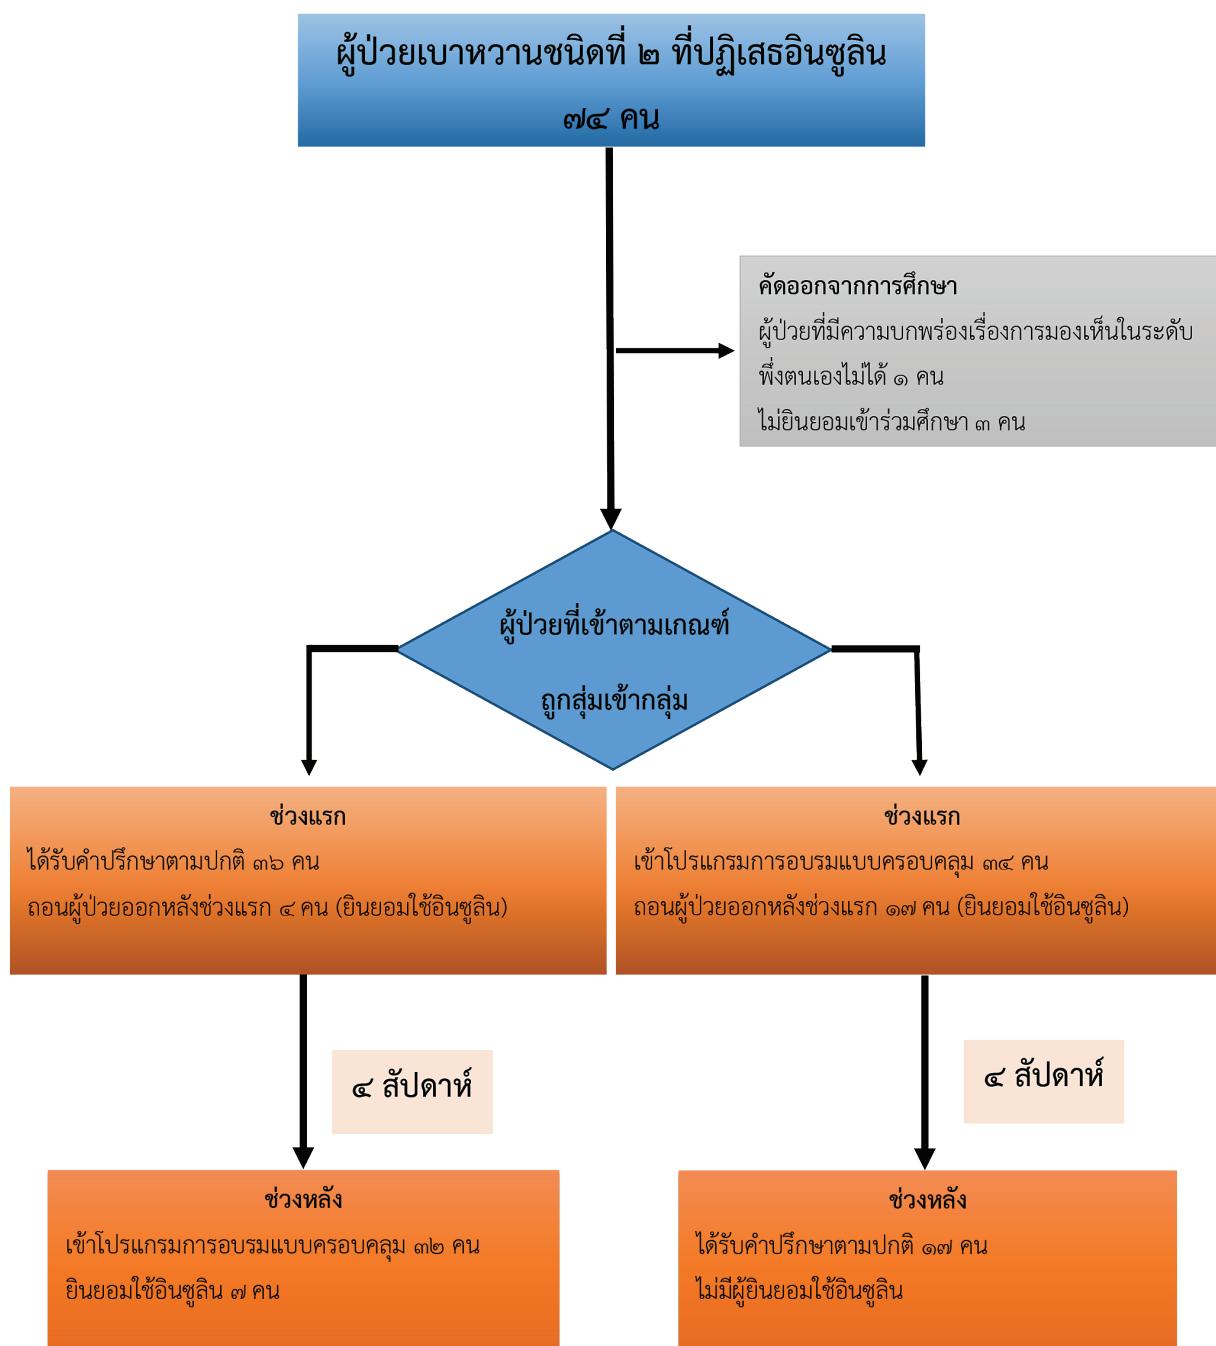 ผู้ป่วยเบาหวานชนิดที่ ๒ ที่ปฏิเสธอินซูลิน
๗๔ คน
คัดออกจากการศึกษา
ผู้ป่วยที่มีความบกพร่องเรื่องการมองเห็นในระดับ
พึ่งตนเองไม่ได้ ๑ คน
ไม่ยินยอมเข้าร่วมศึกษา ๓ คน
ผู้ป่วยที่เข้าตามเกณฑ์
ถูกสุ่มเข้ากลุ่ม
ช่วงแรก
ได้รับคำปรึกษาตามปกติ ๓๖ คน
ถอนผู้ป่วยออกหลังช่วงแรก ๔ คน (ยินยอมใช้อินซูลิน)
ช่วงแรก
เข้าโปรแกรมการอบรมแบบครอบคลุม ๓๔ คน
ถอนผู้ป่วยออกหลังช่วงแรก ๑๗ คน (ยินยอมใช้อินซูลิน)
๔ สัปดาห์
๔ สัปดาห์
ช่วงหลัง
เข้าโปรแกรมการอบรมแบบครอบคลุม ๓๒ คน
ยินยอมใช้อินซูลิน ๗ คน
ช่วงหลัง
ได้รับคำปรึกษาตามปกติ ๑๗ คน
ไม่มีผู้ยินยอมใช้อินซูลิน